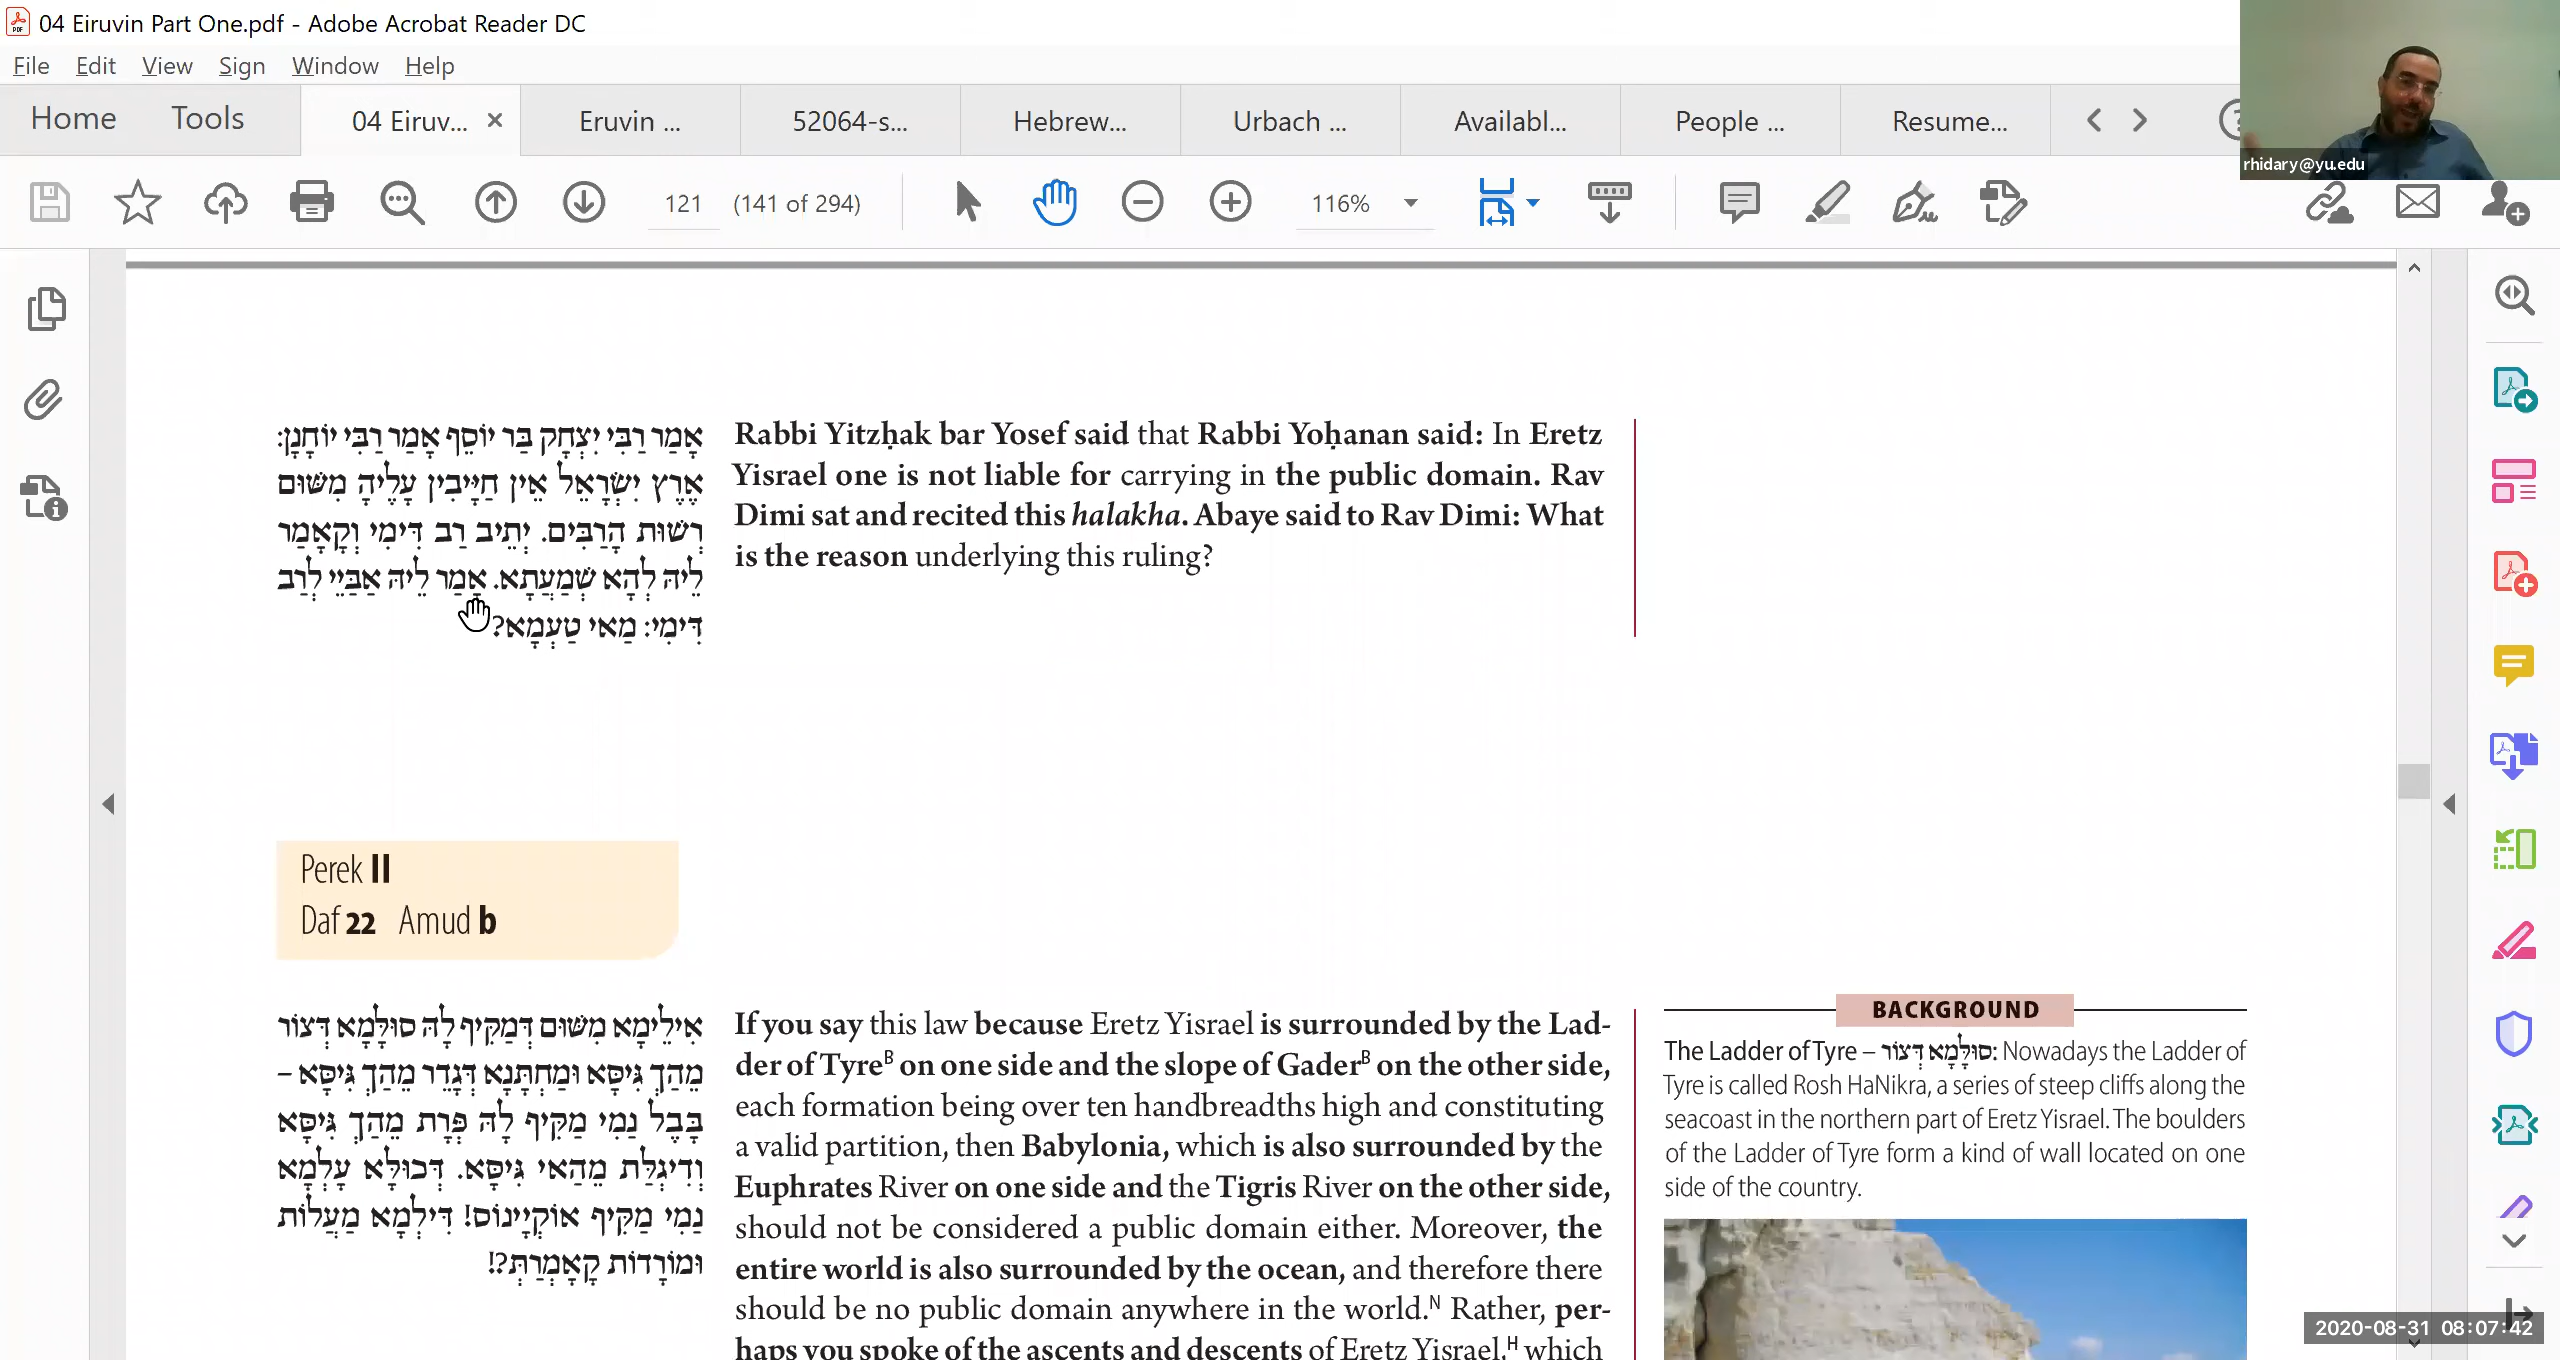 04 Eiruvin Part One.pdf - Adobe Acrobat Reader DC
File Edit View Sign Window Help
Home Tools 04 Eiruv... Eruvin ... 52064-s... Hebrew... Urbach ... Availabl... People ... Resume...
rhidary@yu.edu
121 (141 of 294) 116%
אָמַר רַבִּי יִצְחָק בַּר יוֹסֵף אָמַר רַבִּי יוֹחָנָן:
אֶרֶץ יִשְׂרָאֵל אֵין חַיָּיבִין עָלֶיהָ מִשּׁוּם
רְשׁוּת הָרַבִּים. יָתֵיב רַב דִּימִי וְקָאָמַר
לֵיהּ לְהָא שְׁמַעְתָּא. אֲמַר לֵיהּ אַבַּיֵי לְרַב
דִּימִי: מַאי טַעְמָא?
Rabbi Yitzḥak bar Yosef said that Rabbi Yoḥanan said: In Eretz
Yisrael one is not liable for carrying in the public domain. Rav
Dimi sat and recited this halakha. Abaye said to Rav Dimi: What
is the reason underlying this ruling?
Perek II
Daf 22 Amud b
אִילֵימָא מִשּׁוּם דְּמַקִּיף לָהּ סוּלָּמָא דְצוֹר
מֵהַךְ גִּיסָא וּמַחְתָּנָא דִּגְדֵר מֵהַךְ גִּיסָא –
בָּבֶל נַמִי מַקִּיף לָהּ פְּרָת מֵהַךְ גִּיסָא
וְדִיגְלַת מֵהַאי גִּיסָא. דְּכוּלָּא עָלְמָא
נַמִי מַקִּיף אוֹקְיָינוֹס! דִּילְמָא מַעֲלוֹת
וּמוֹרָדוֹת קָאָמְרַתְּ?!
If you say this law because Eretz Yisrael is surrounded by the Lad-
der of Tyreᴮ on one side and the slope of Gaderᴮ on the other side,
each formation being over ten handbreadths high and constituting
a valid partition, then Babylonia, which is also surrounded by the
Euphrates River on one side and the Tigris River on the other side,
should not be considered a public domain either. Moreover, the
entire world is also surrounded by the ocean, and therefore there
should be no public domain anywhere in the world.ᴺ Rather, per-
haps you spoke of the ascents and descents of Eretz Yisrael,ᴴ which
BACKGROUND
The Ladder of Tyre – סוּלָּמָא דְצוֹר: Nowadays the Ladder of
Tyre is called Rosh HaNikra, a series of steep cliffs along the
seacoast in the northern part of Eretz Yisrael. The boulders
of the Ladder of Tyre form a kind of wall located on one
side of the country.
2020-08-31 08:07:42